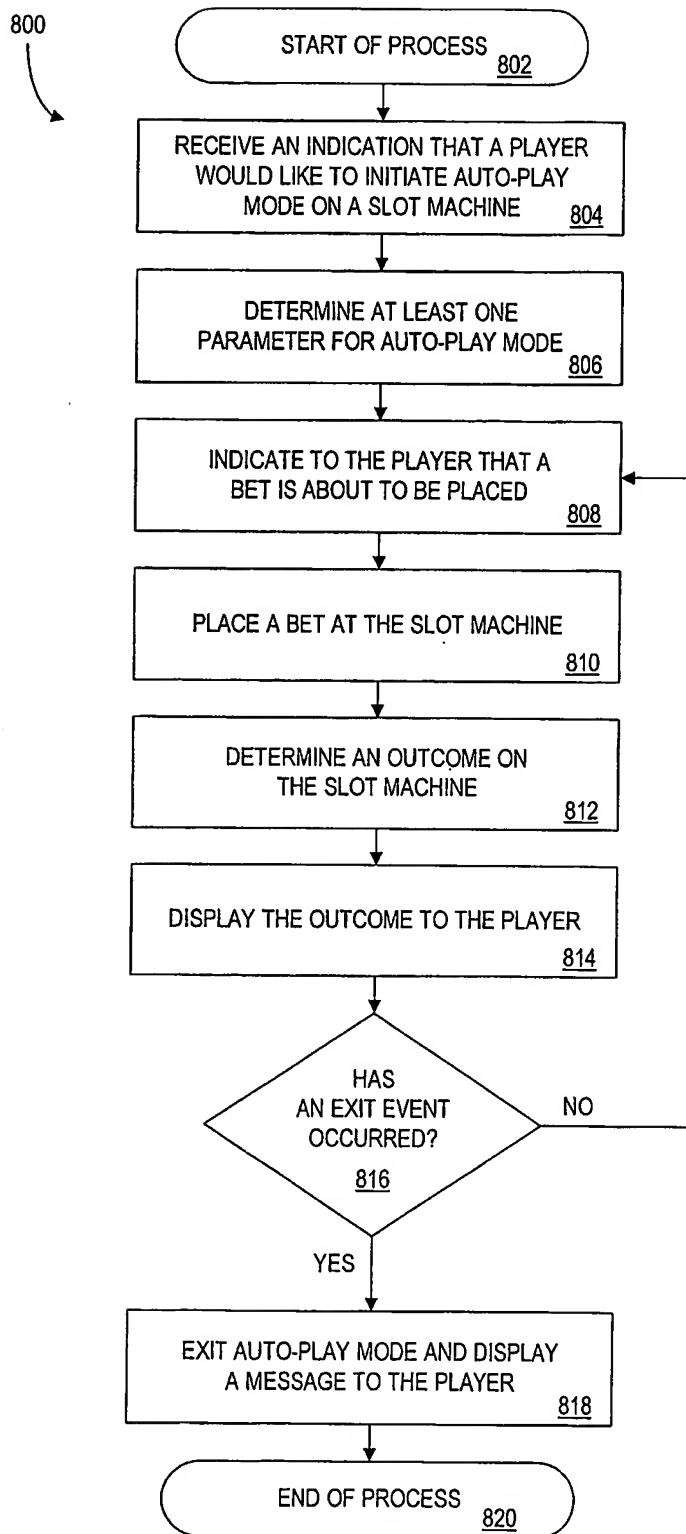 800
START OF PROCESS
802
RECEIVE AN INDICATION THAT A PLAYER
WOULD LIKE TO INITIATE AUTO-PLAY
MODE ON A SLOT MACHINE
804
DETERMINE AT LEAST ONE
PARAMETER FOR AUTO-PLAY MODE
806
INDICATE TO THE PLAYER THAT A
BET IS ABOUT TO BE PLACED
808
PLACE A BET AT THE SLOT MACHINE
810
DETERMINE AN OUTCOME ON
THE SLOT MACHINE
812
DISPLAY THE OUTCOME TO THE PLAYER
814
HAS
AN EXIT EVENT
OCCURRED?
816
NO
YES
EXIT AUTO-PLAY MODE AND DISPLAY
A MESSAGE TO THE PLAYER
818
END OF PROCESS
820